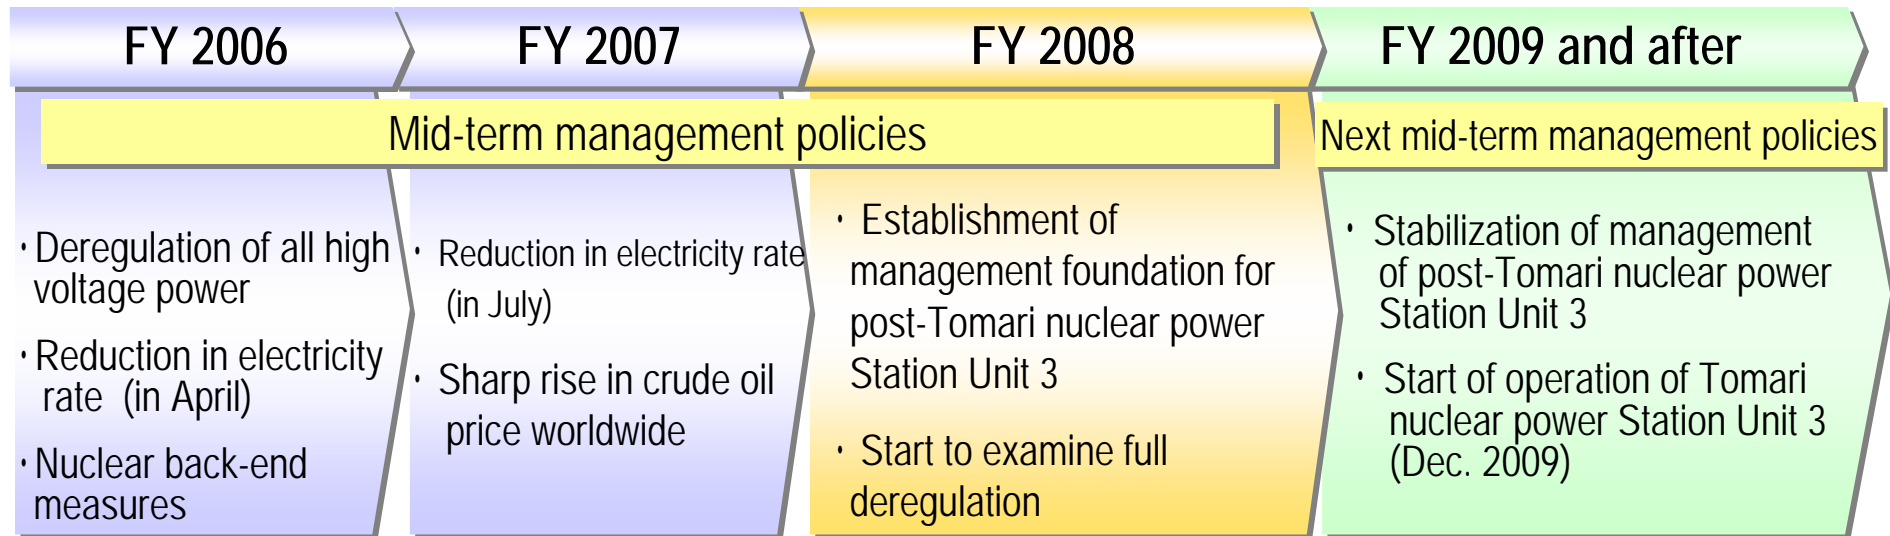 FY 2006
FY 2007
FY 2008
FY 2009 and after
Mid-term management policies
Next mid-term management policies
・Deregulation of all high
voltage power
・Reduction in electricity
rate (in April)
・Nuclear back-end
measures
・ Reduction in electricity rate
(in July)
・ Sharp rise in crude oil
price worldwide
・ Establishment of
management foundation for
post-Tomari nuclear power
Station Unit 3
・ Start to examine full
deregulation
・ Stabilization of management
of post-Tomari nuclear power
Station Unit 3
・ Start of operation of Tomari
nuclear power Station Unit 3
(Dec. 2009)